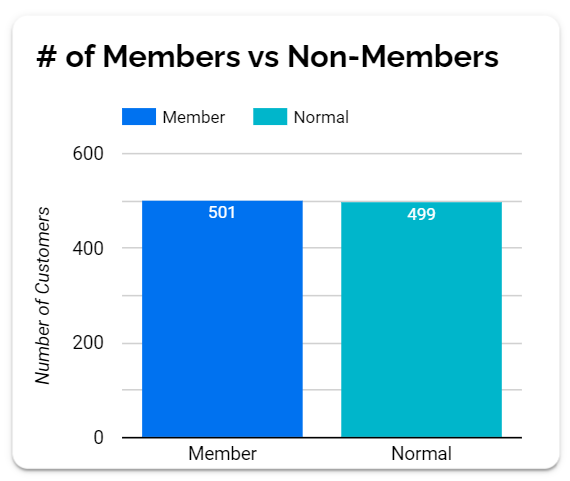 # of Members vs Non-Members
Member Normal
600
400
200
0
Number of Customers
501 499
Member Normal